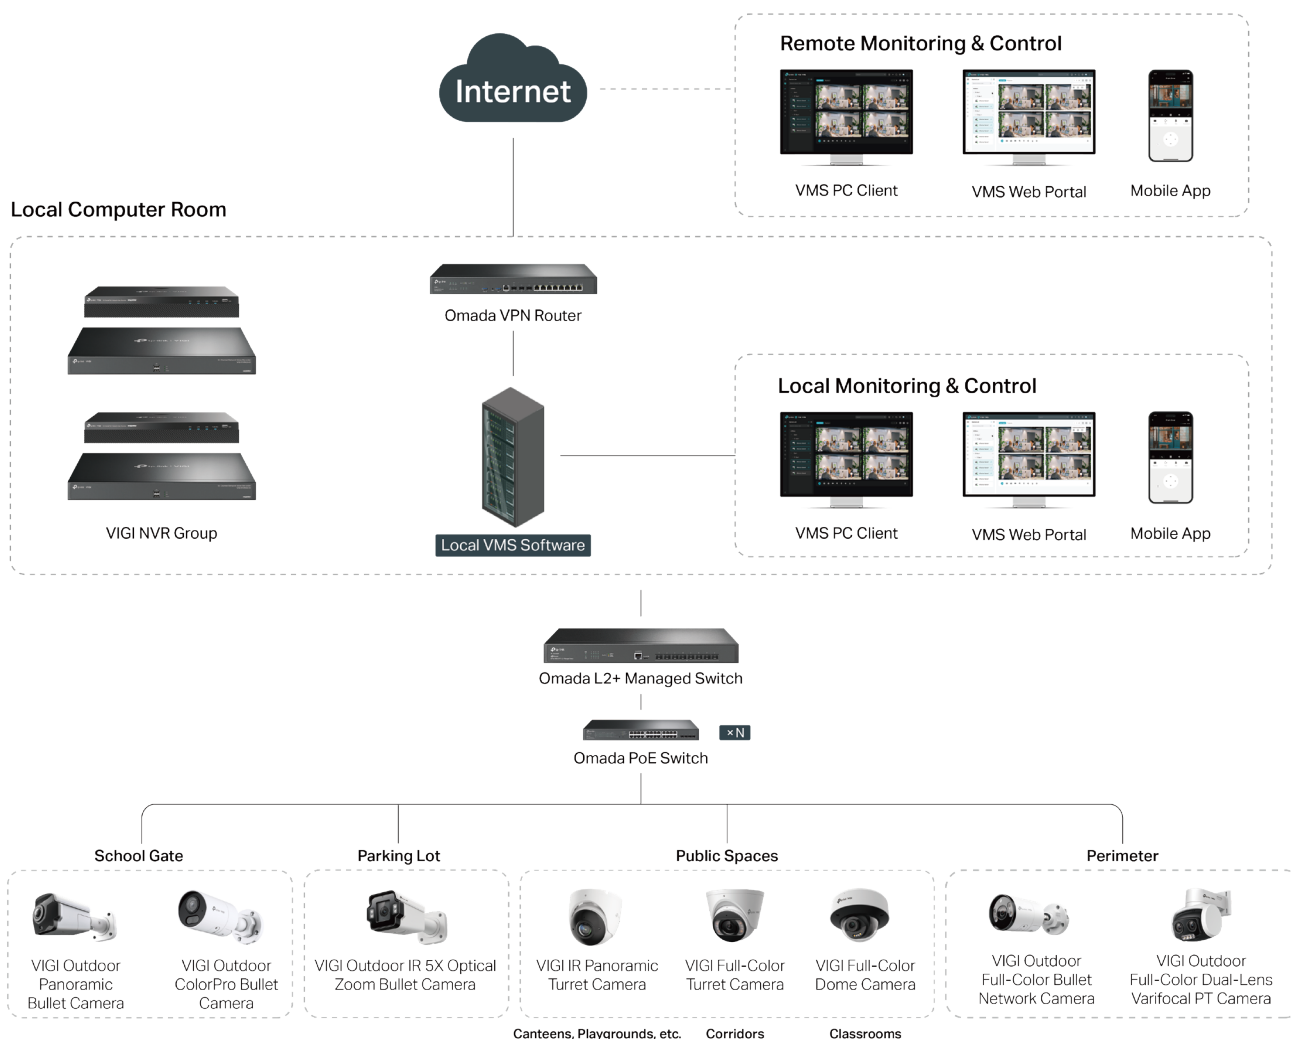 Internet
Remote Monitoring & Control
VMS PC Client
VMS Web Portal
Mobile App
Local Computer Room
Omada VPN Router
VIGI NVR Group
Local VMS Software
Local Monitoring & Control
VMS PC Client
VMS Web Portal
Mobile App
Omada L2+ Managed Switch
×N
Omada PoE Switch
School Gate
VIGI Outdoor
Panoramic
Bullet Camera
VIGI Outdoor
ColorPro Bullet
Camera
Parking Lot
VIGI Outdoor IR 5X Optical
Zoom Bullet Camera
Public Spaces
VIGI IR Panoramic
Turret Camera
VIGI Full-Color
Turret Camera
VIGI Full-Color
Dome Camera
Canteens, Playgrounds, etc.
Corridors
Classrooms
Perimeter
VIGI Outdoor
Full-Color Bullet
Network Camera
VIGI Outdoor
Full-Color Dual-Lens
Varifocal PT Camera